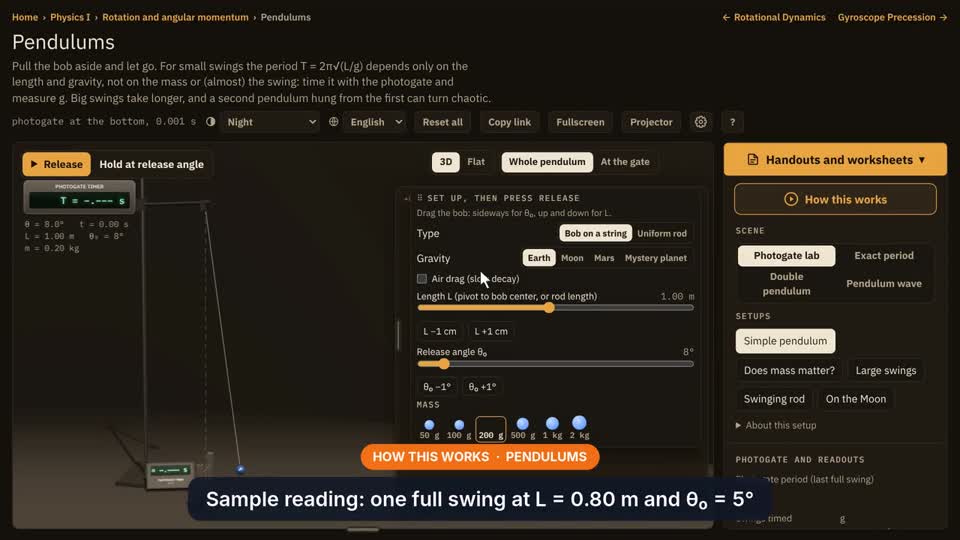 Home › Physics I › Rotation and angular momentum › Pendulums
← Rotational Dynamics Gyroscope Precession →
Pendulums
Pull the bob aside and let go. For small swings the period T = 2π√(L/g) depends only on the
length and gravity, not on the mass or (almost) the swing: time it with the photogate and
measure g. Big swings take longer, and a second pendulum hung from the first can turn chaotic.
photogate at the bottom, 0.001 s
Night
English
Reset all
Copy link
Fullscreen
Projector
?
Release
Hold at release angle
3D
Flat
Whole pendulum
At the gate
PHOTOGATE TIMER
T = -.--- s
θ = 8.0° t = 0.00 s
L = 1.00 m θ₀ = 8°
m = 0.20 kg
SET UP, THEN PRESS RELEASE
Drag the bob: sideways for θ₀, up and down for L.
Type
Bob on a string
Uniform rod
Gravity
Earth
Moon
Mars
Mystery planet
Air drag (slow decay)
Length L (pivot to bob center, or rod length) 1.00 m
L −1 cm
L +1 cm
Release angle θ₀ 8°
θ₀ −1°
θ₀ +1°
MASS
50 g
100 g
200 g
500 g
1 kg
2 kg
Handouts and worksheets ▼
How this works
SCENE
Photogate lab
Exact period
Double
pendulum
Pendulum wave
SETUPS
Simple pendulum
Does mass matter?
Large swings
Swinging rod
On the Moon
▶ About this setup
PHOTOGATE AND READOUTS
Photogate period (last full swing)
Swings timed
g
-.--- s
HOW THIS WORKS · PENDULUMS
Sample reading: one full swing at L = 0.80 m and θ₀ = 5°